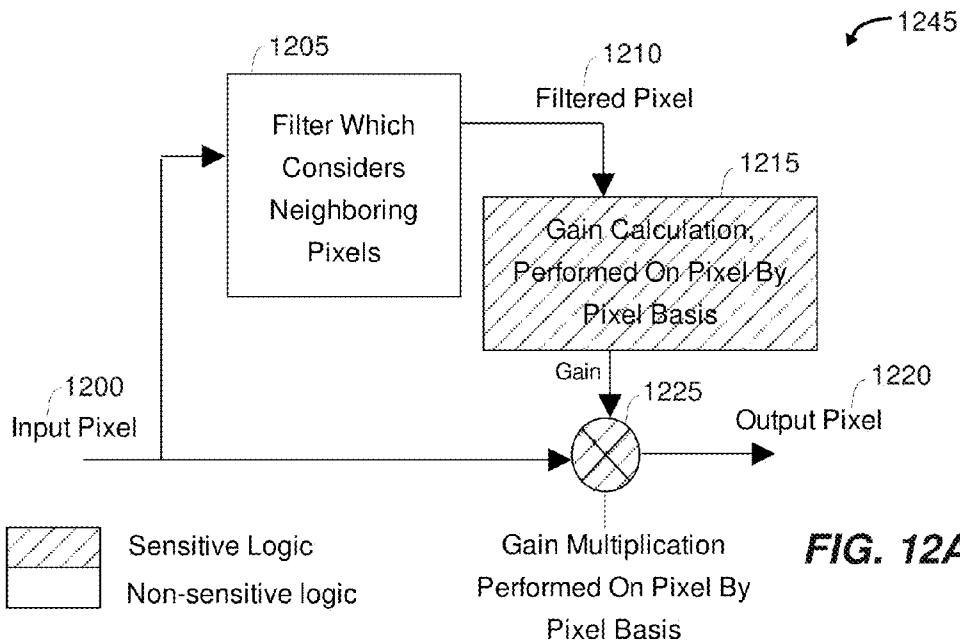 1245
1205
Filter Which
Considers
Neighboring
Pixels
1210
Filtered Pixel
1215
Gain Calculation,
Performed On Pixel By
Pixel Basis
Gain
1200
Input Pixel
1225
1220
Output Pixel
Sensitive Logic
Non-sensitive logic
Gain Multiplication
Performed On Pixel By
Pixel Basis
FIG. 12A